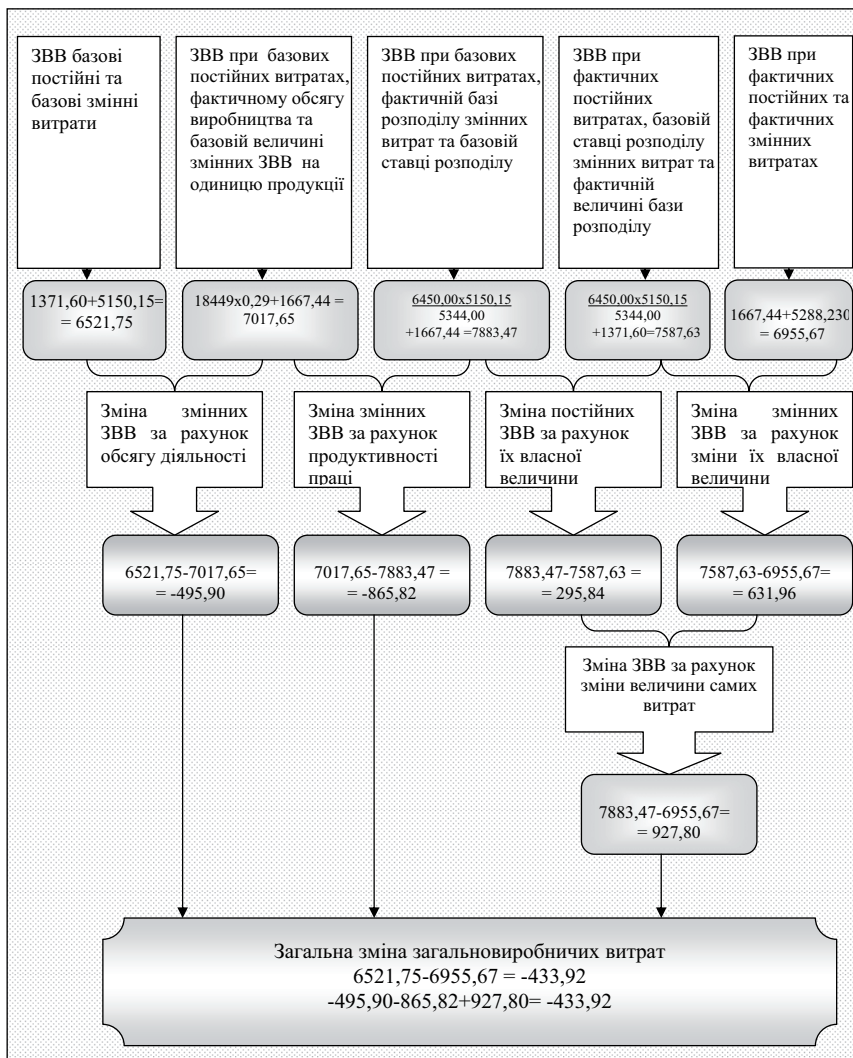 ЗВВ базові
постійні та
базові змінні
витрати
ЗВВ при базових
постійних витратах,
фактичному обсягу
виробництва та
базовій величині
змінних ЗВВ на
одиницю продукції
ЗВВ при базових
постійних витратах,
фактичній базі
розподілу змінних
витрат та базовій
ставці розподілу
ЗВВ при
фактичних
постійних
витратах, базовій
ставці розподілу
змінних витрат та
фактичній
величині бази
розподілу
ЗВВ при
фактичних
постійних та
фактичних
змінних
витратах
1371,60+5150,15=
= 6521,75
18449х0,29+1667,44 =
7017,65
6450,00х5150,15
5344,00
+1667,44 =7883,47
6450,00х5150,15
5344,00
+1371,60=7587,63
1667,44+5288,230
= 6955,67
Зміна змінних
ЗВВ за рахунок
обсягу діяльності
Зміна змінних
ЗВВ за рахунок
продуктивності
праці
Зміна постійних
ЗВВ за рахунок
їх власної
величини
Зміна змінних
ЗВВ за рахунок
зміни їх власної
величини
6521,75-7017,65=
= -495,90
7017,65-7883,47 =
= -865,82
7883,47-7587,63 =
= 295,84
7587,63-6955,67=
= 631,96
Зміна ЗВВ за рахунок
зміни величини самих
витрат
7883,47-6955,67=
= 927,80
Загальна зміна загальновиробничих витрат
6521,75-6955,67 = -433,92
-495,90-865,82+927,80= -433,92